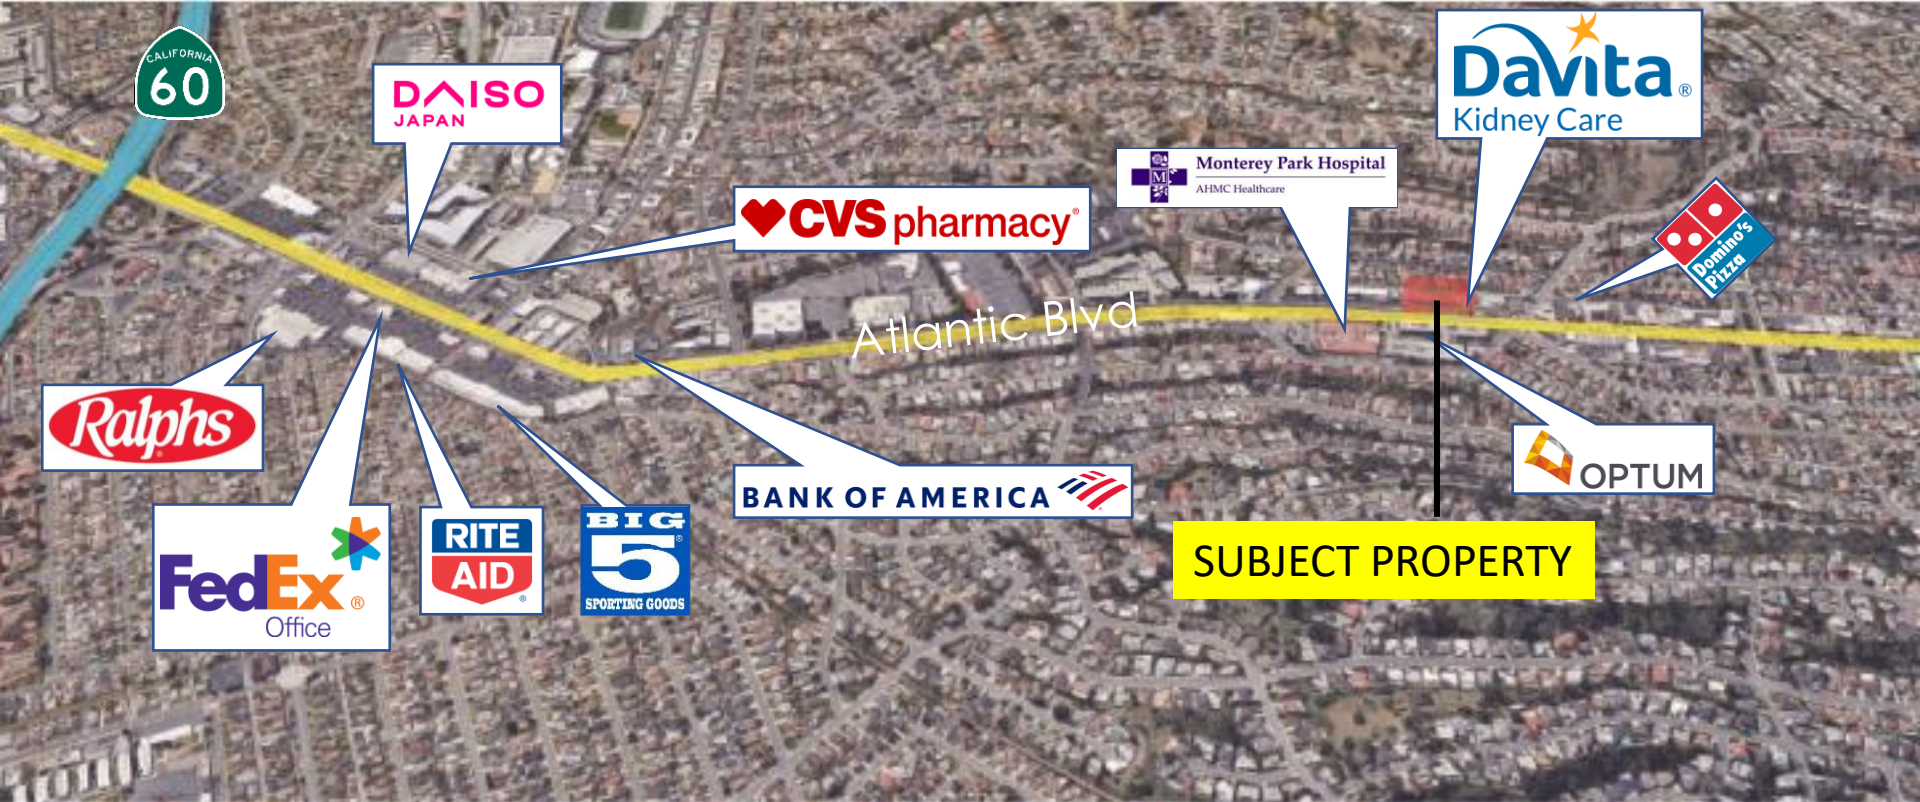 CALIFORNIA
60
DAISO
JAPAN
DaVita®
Kidney Care
Monterey Park Hospital
AHMC Healthcare
M
CVS pharmacy®
Domino's
Pizza
Atlantic Blvd
Ralphs
BANK OF AMERICA
OPTUM
FedEx®
Office
RITE
AID
BIG
5
SPORTING GOODS
SUBJECT PROPERTY